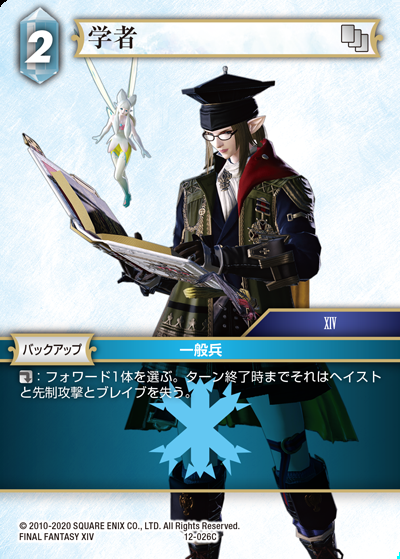 2
学者
XIV
バックアップ
一般兵
：フォワード1体を選ぶ。ターン終了時までそれはヘイスト
と先制攻撃とブレイブを失う。
© 2010-2020 SQUARE ENIX CO., LTD. All Rights Reserved.
FINAL FANTASY XIV
12-026C